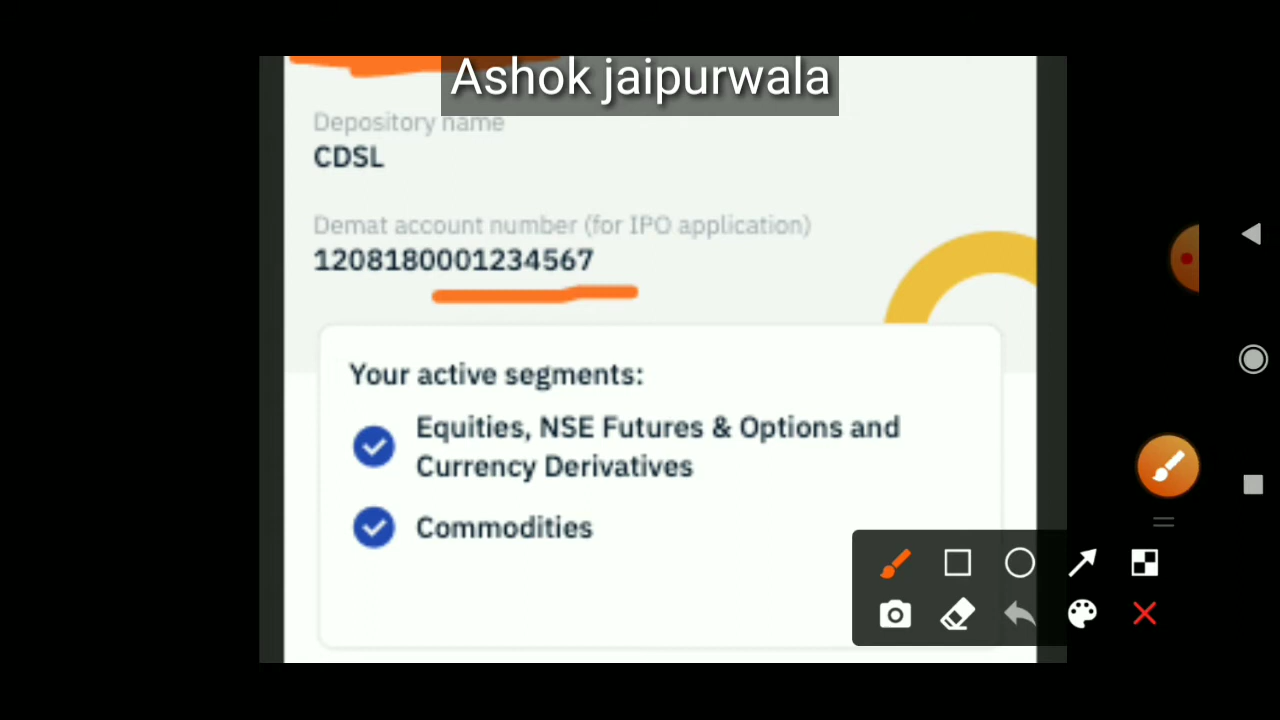 Ashok jaipurwala
Depository name
CDSL
Demat account number (for IPO application)
1208180001234567
Your active segments:
Equities, NSE Futures & Options and
Currency Derivatives
Commodities